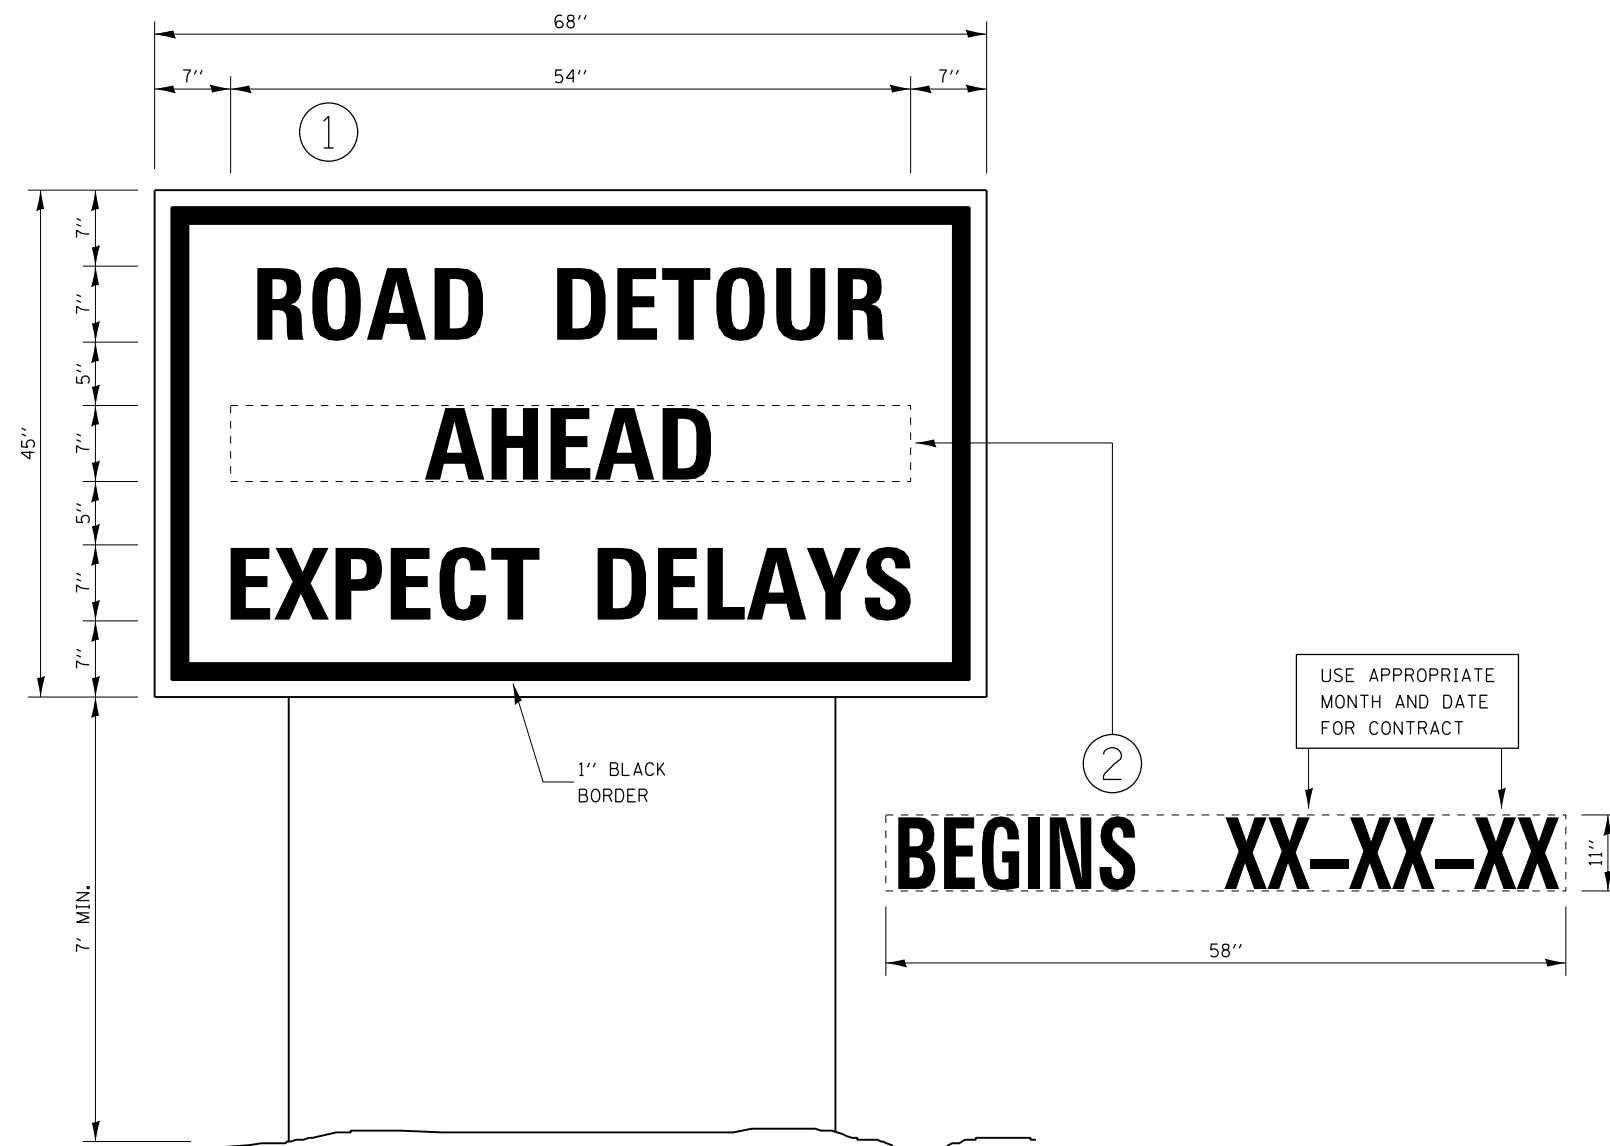 68''
7'' 54'' 7''
1
7''
7''
5''
7''
5''
7''
7''
45''
ROAD DETOUR
AHEAD
EXPECT DELAYS
1'' BLACK
BORDER
7' MIN.
2
USE APPROPRIATE
MONTH AND DATE
FOR CONTRACT
BEGINS XX-XX-XX
11''
58''